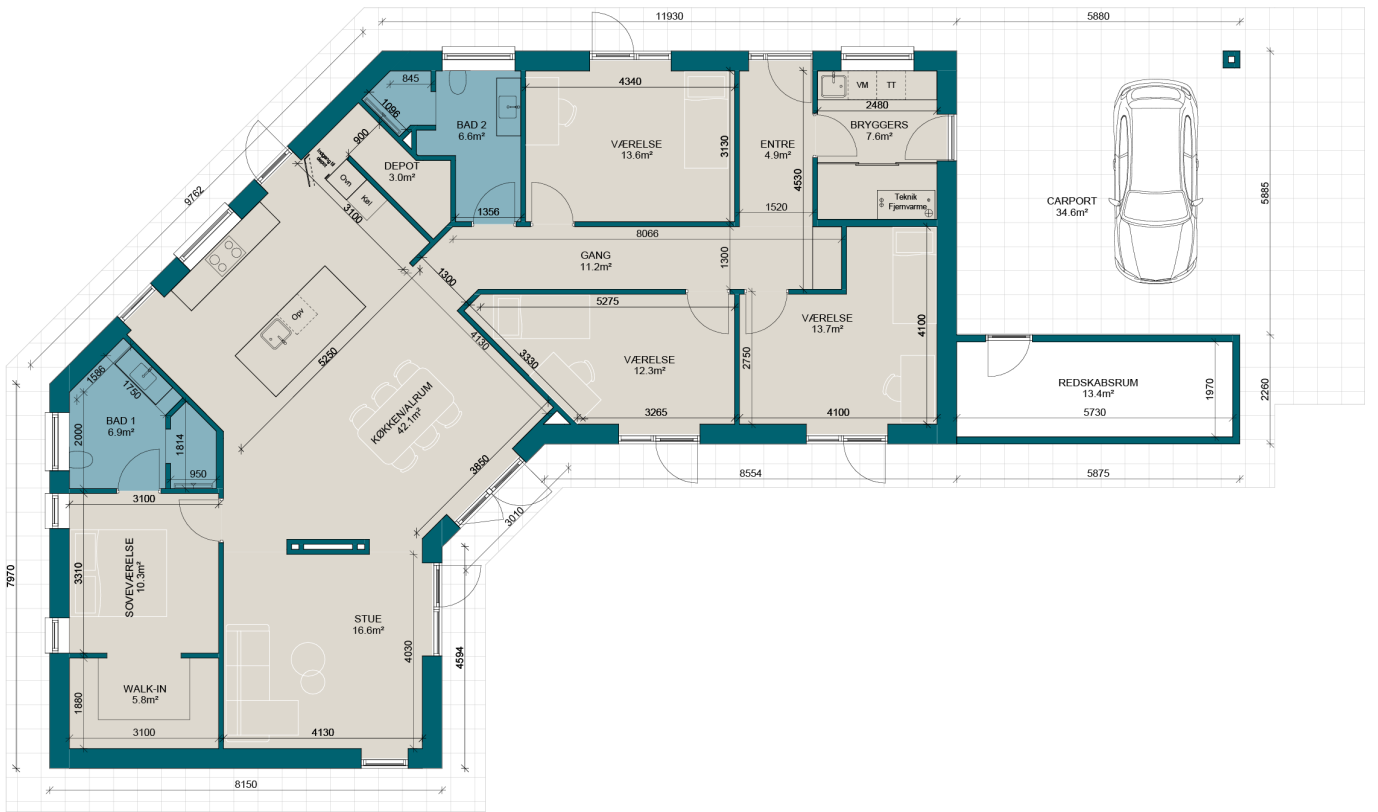 11930
5880
845
1096
BAD 2
6.6m²
4340
VÆRELSE
13.6m²
3130
ENTRE
4.9m²
4530
1520
VM
TT
2480
BRYGGERS
7.6m²
Teknik
Fjernvarme
CARPORT
34.6m²
5885
900
DEPOT
3.0m²
Indgang til
depot
Ovn
Køl
3100
1356
9762
8066
GANG
11.2m²
1300
1300
Opv
5250
4130
5275
3330
VÆRELSE
12.3m²
3265
VÆRELSE
13.7m²
2750
4100
4100
REDSKABSRUM
13.4m²
5730
1970
2260
KØKKEN/ALRUM
42.1m²
3850
3010
8554
5875
1586
1750
BAD 1
6.9m²
2000
1814
950
3100
SOVEVÆRELSE
10.3m²
3310
7970
STUE
16.6m²
4030
4594
WALK-IN
5.8m²
1880
3100
4130
8150